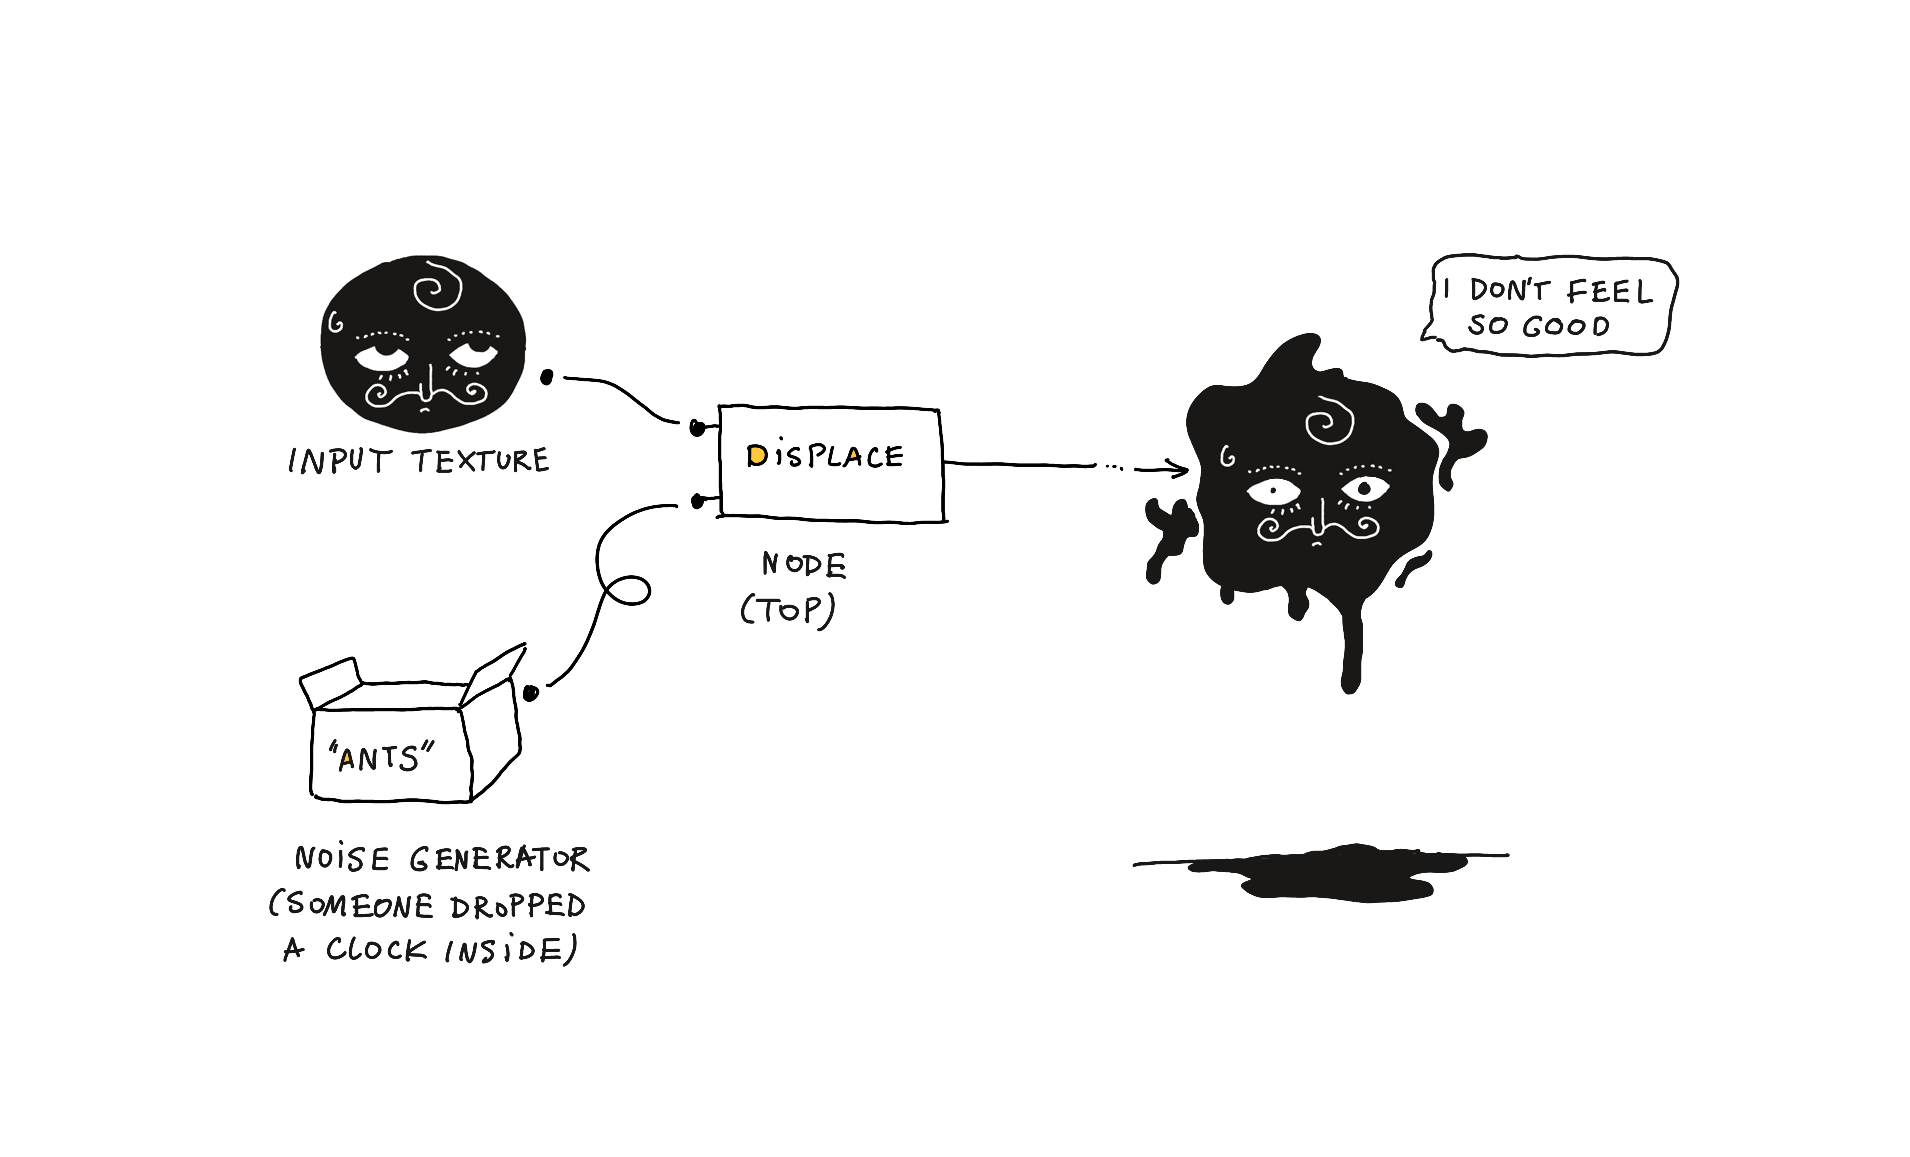 I DON'T FEEL
SO GOOD
INPUT TEXTURE
DiSPLACE
NODE
(TOP)
"ANTS"
NOiSE GENERATOR
(SOMEONE DROPPED
A CLOCK INSiDE)